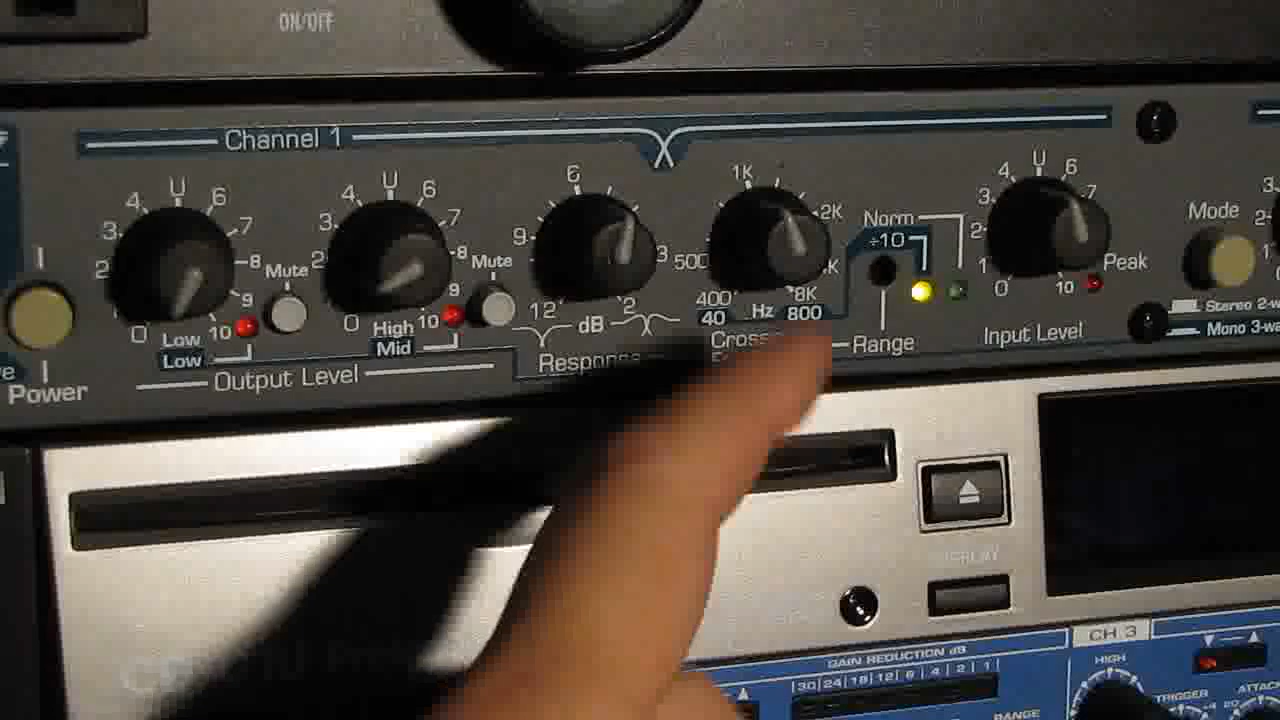 ON/OFF
Channel 1
Power
0 2 3 4 U 6 7 8 9 10
Low
Low
Mute
0 2 3 4 U 6 7 8 9 10
High
Mid
Mute
Output Level
12 9 6 3 2
dB
Response
400 500 1K 2K 8K
40 Hz 800
Cross
Norm
÷10
Range
0 1 2 3 4 U 6 7 10
Peak
Input Level
Mode
Stereo 2-w
Mono 3-wa
CH 3
GAIN REDUCTION dB
30 24 18 12 6 4 2 1
HIGH
TRIGGER
RANGE
+4
20
ATTAC